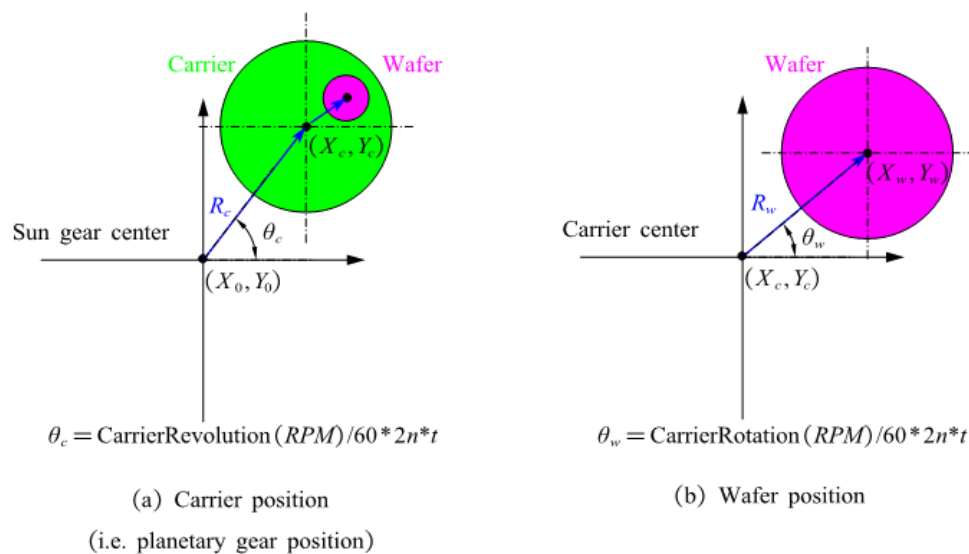 Carrier
Wafer
(X_c, Y_c)
R_c
θ_c
Sun gear center
(X_0, Y_0)
θ_c = CarrierRevolution(RPM)/60*2n*t
(a) Carrier position
(i.e. planetary gear position)
Wafer
(X_w, Y_w)
R_w
θ_w
Carrier center
(X_c, Y_c)
θ_w = CarrierRotation(RPM)/60*2n*t
(b) Wafer position